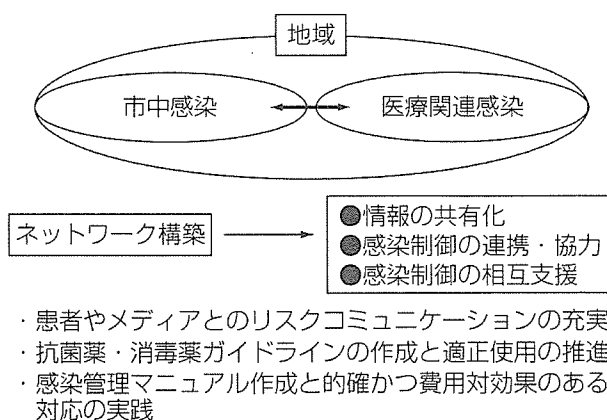 地域
市中感染
医療関連感染
ネットワーク構築
●情報の共有化
●感染制御の連携・協力
●感染制御の相互支援
・患者やメディアとのリスクコミュニケーションの充実
・抗菌薬・消毒薬ガイドラインの作成と適正使用の推進
・感染管理マニュアル作成と的確かつ費用対効果のある
対応の実践